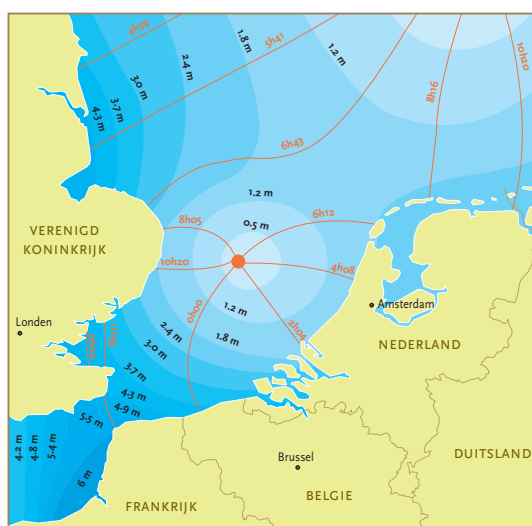 4h39
5h41
1.8 m
1.2 m
10h20
2.4 m
3.0 m
8h16
3.7 m
4.3 m
6h43
1.2 m
8h05
0.5 m
6h12
VERENIGD
KONINKRIJK
10h20
4h08
0h00
1.2 m
Amsterdam
2h04
Londen
2.4 m
1.8 m
3.0 m
NEDERLAND
3.7 m
4.3 m
4.9 m
5.5 m
4.2 m
4.8 m
5.4 m
6 m
Brussel
DUITSLAND
BELGIE
FRANKRIJK